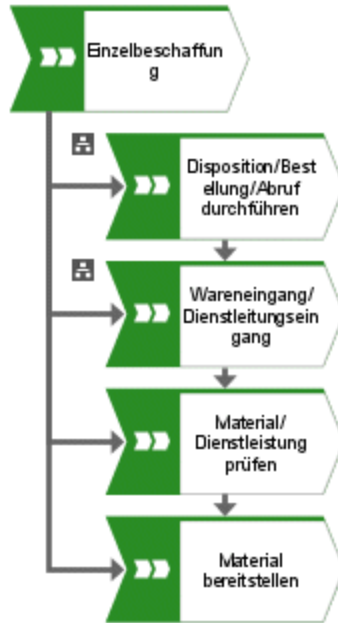 Einzelbeschaffun
g
Disposition/Best
ellung/Abruf
durchführen
Wareneingang/
Dienstleitungsein
gang
Material/
Dienstleistung
prüfen
Material
bereitstellen